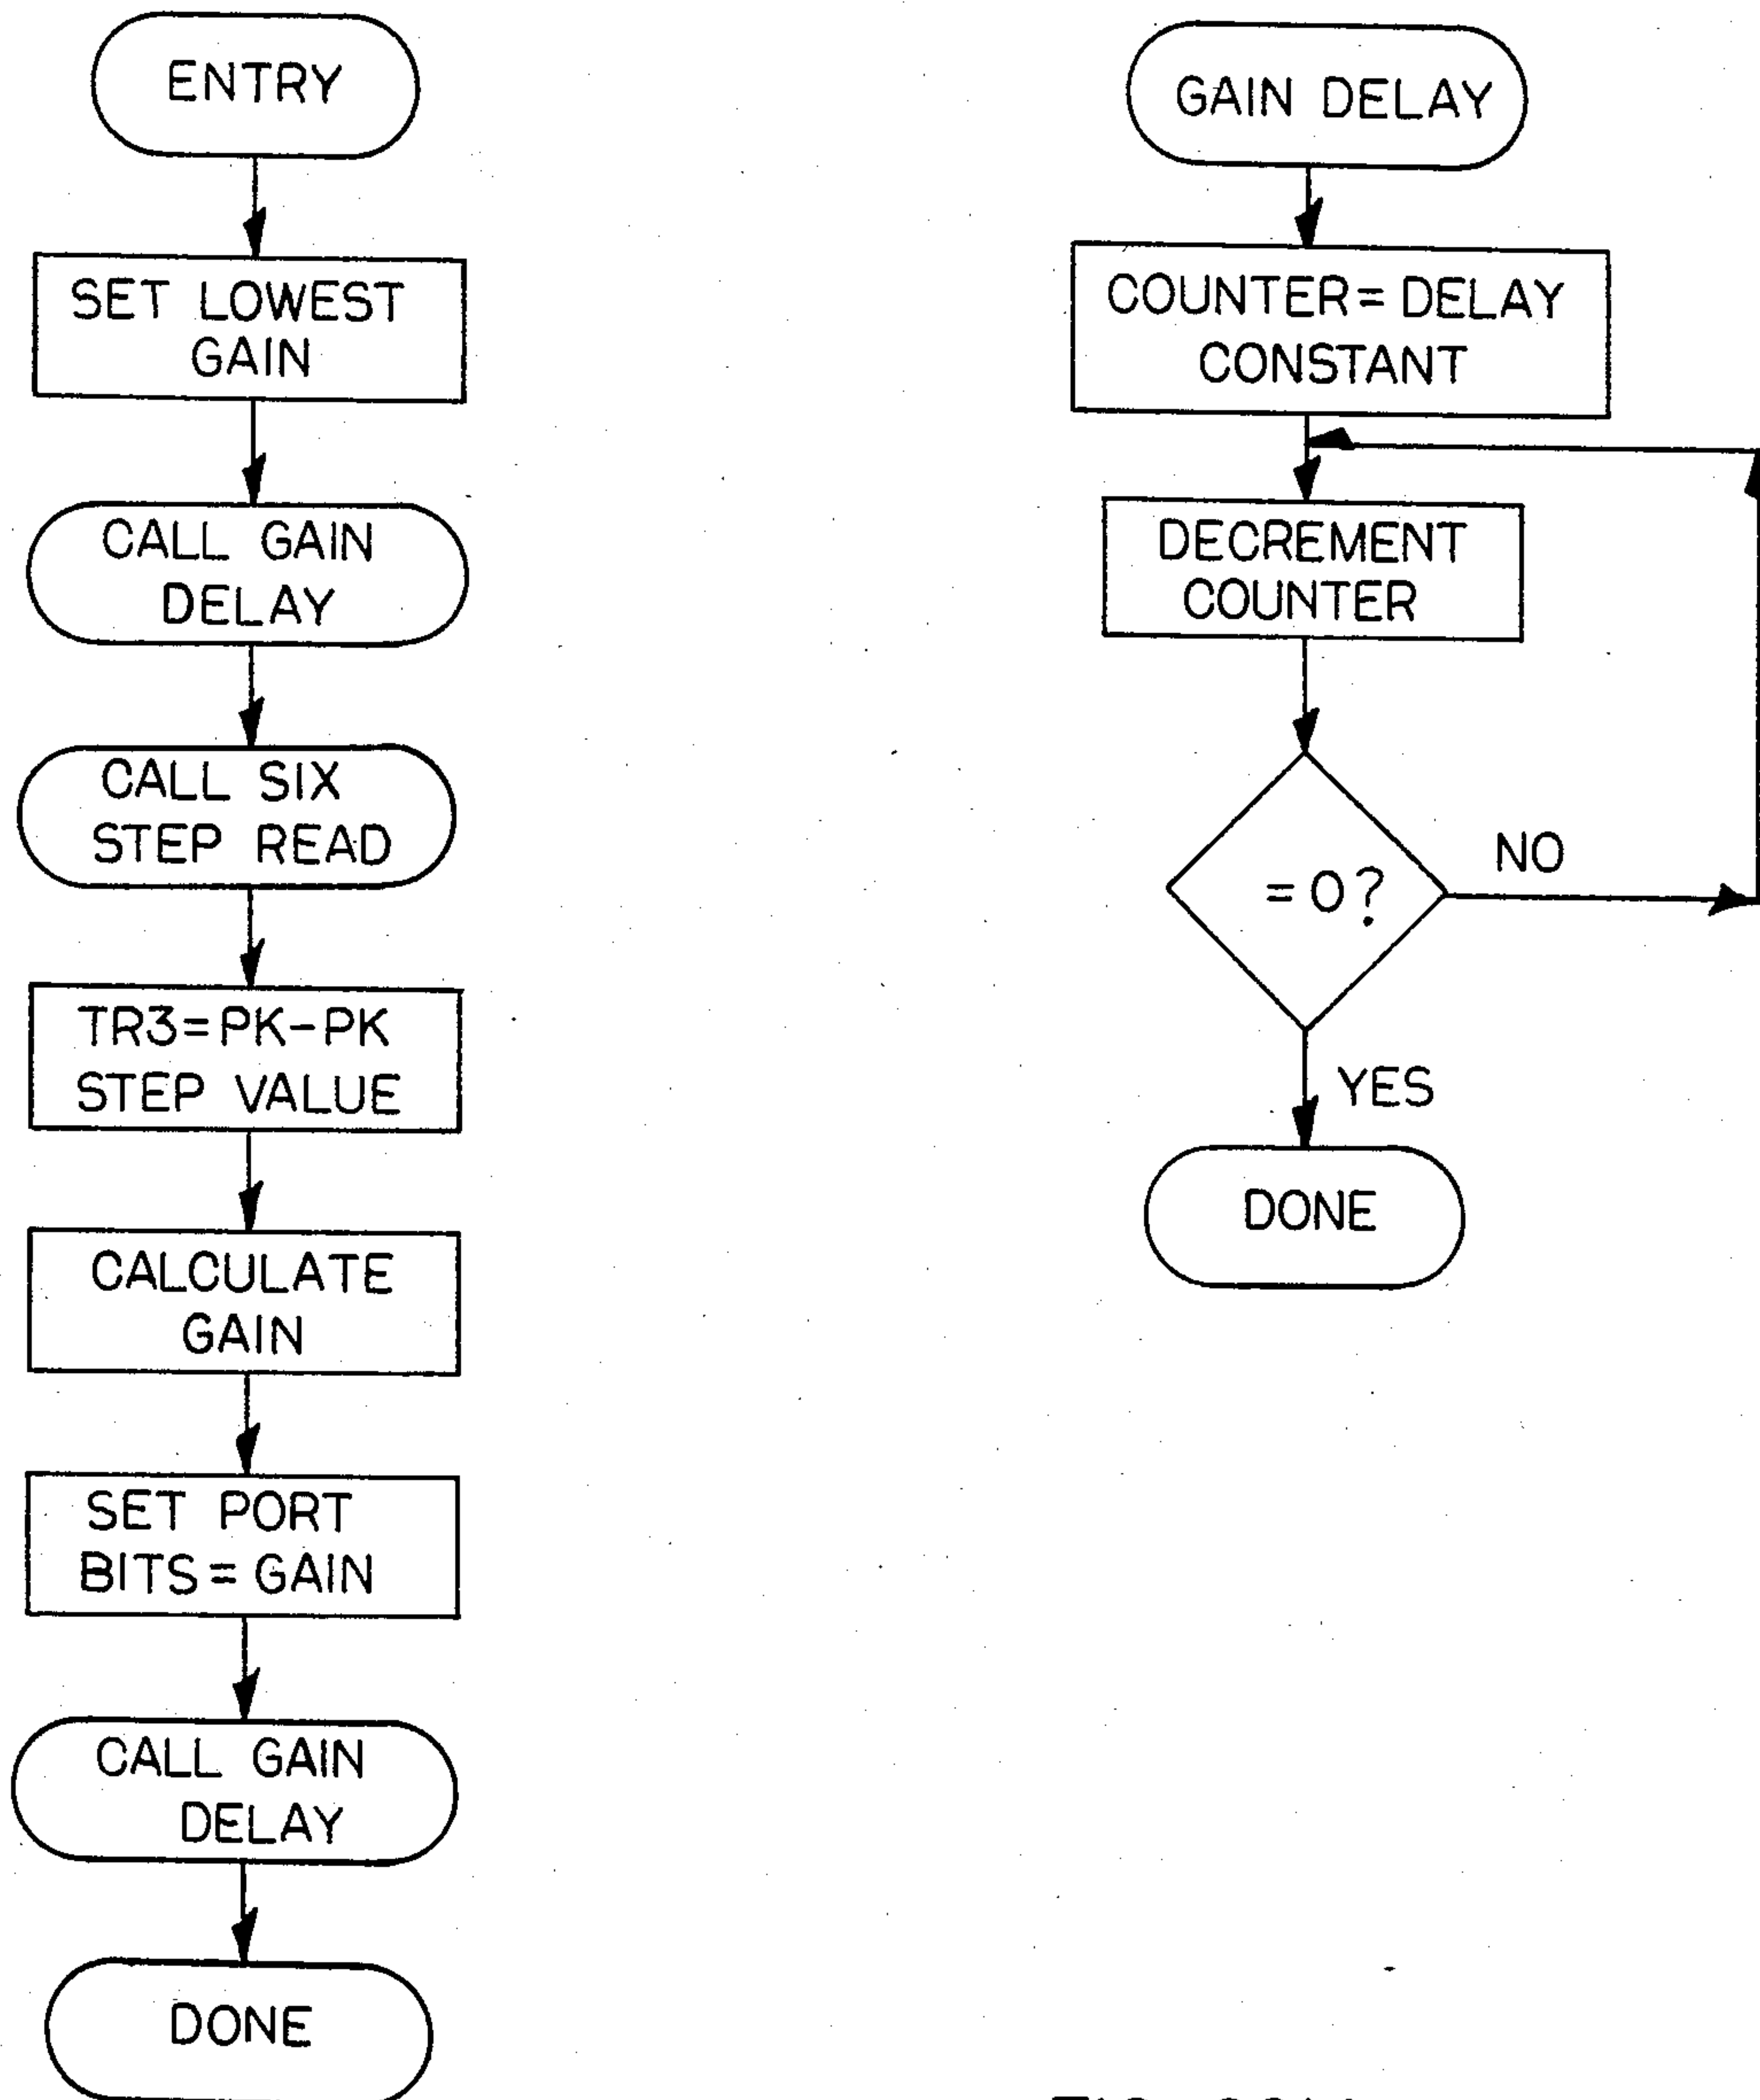 ENTRY
SET LOWEST
GAIN
CALL GAIN
DELAY
CALL SIX
STEP READ
TR3=PK-PK
STEP VALUE
CALCULATE
GAIN
SET PORT
BITS=GAIN
CALL GAIN
DELAY
DONE
GAIN DELAY
COUNTER=DELAY
CONSTANT
DECREMENT
COUNTER
=0?
NO
YES
DONE